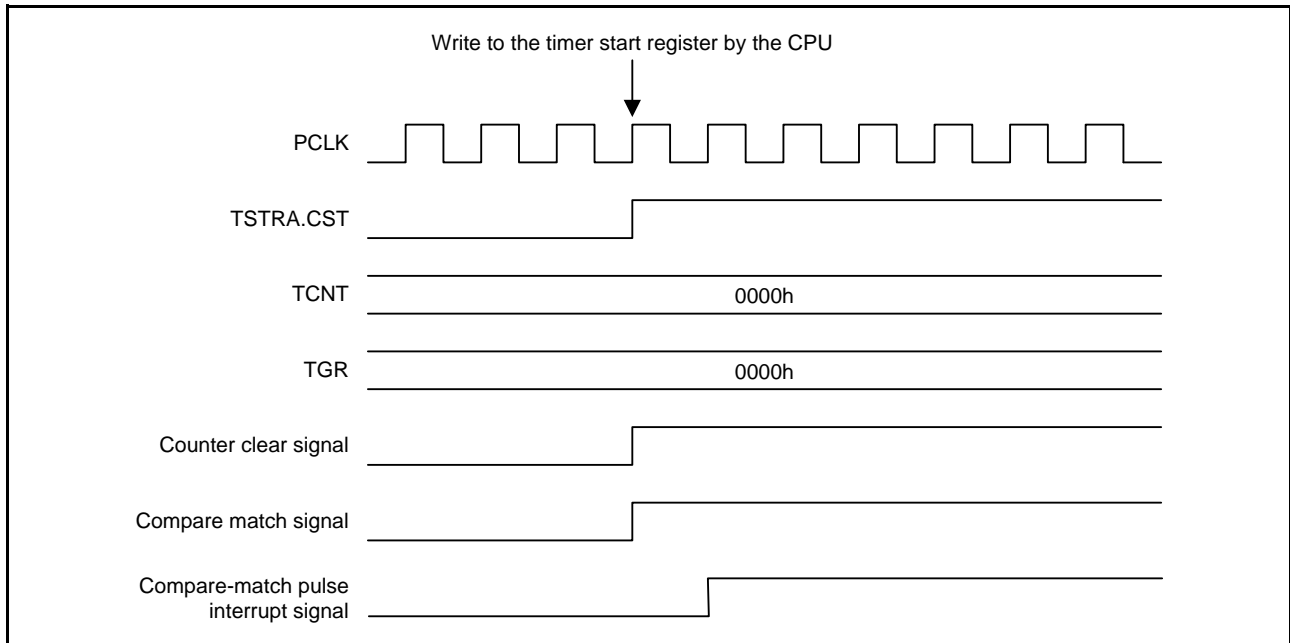 Write to the timer start register by the CPU
PCLK
TSTRA.CST
TCNT
0000h
TGR
0000h
Counter clear signal
Compare match signal
Compare-match pulse
interrupt signal